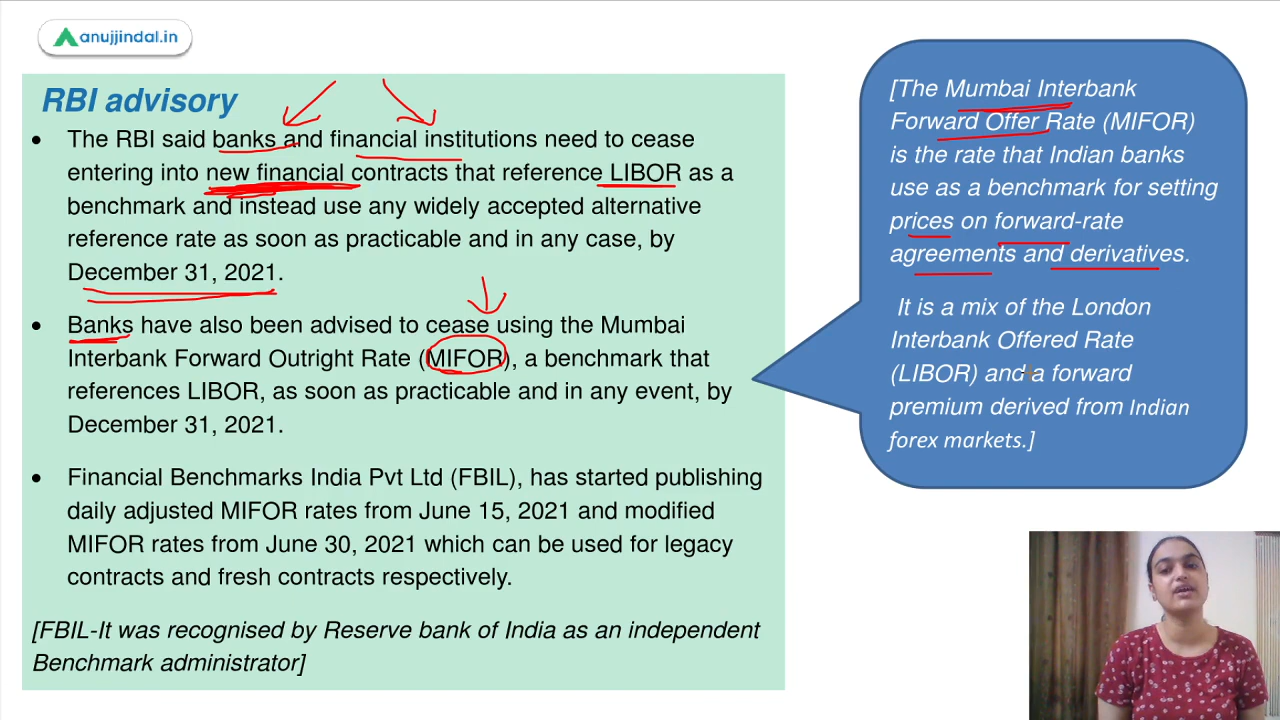 anujjindal.in
RBI advisory
• The RBI said banks and financial institutions need to cease
entering into new financial contracts that reference LIBOR as a
benchmark and instead use any widely accepted alternative
reference rate as soon as practicable and in any case, by
December 31, 2021.
• Banks have also been advised to cease using the Mumbai
Interbank Forward Outright Rate (MIFOR), a benchmark that
references LIBOR, as soon as practicable and in any event, by
December 31, 2021.
• Financial Benchmarks India Pvt Ltd (FBIL), has started publishing
daily adjusted MIFOR rates from June 15, 2021 and modified
MIFOR rates from June 30, 2021 which can be used for legacy
contracts and fresh contracts respectively.
[FBIL-It was recognised by Reserve bank of India as an independent
Benchmark administrator]
[The Mumbai Interbank
Forward Offer Rate (MIFOR)
is the rate that Indian banks
use as a benchmark for setting
prices on forward-rate
agreements and derivatives.
It is a mix of the London
Interbank Offered Rate
(LIBOR) and a forward
premium derived from Indian
forex markets.]